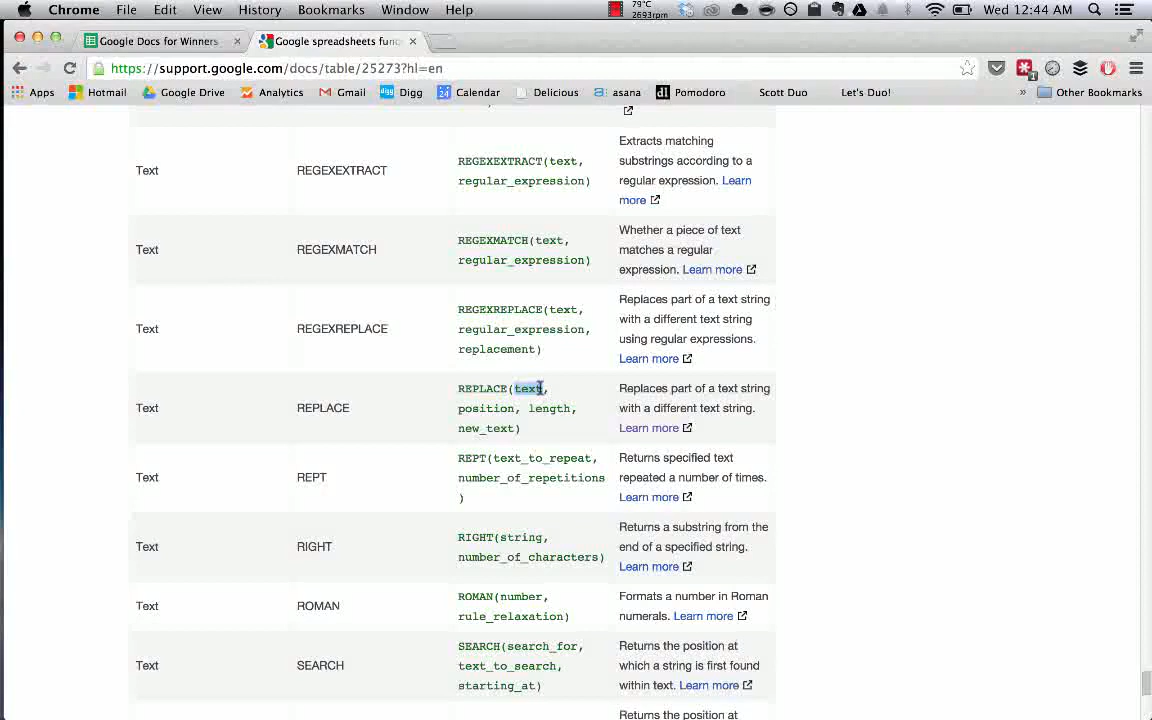 Chrome File Edit View History Bookmarks Window Help 79°C 2693rpm Wed 12:44 AM
Google Docs for Winners Google spreadsheets func
https://support.google.com/docs/table/25273?hl=en
Apps Hotmail Google Drive Analytics Gmail Digg 24 Calendar Delicious asana dl Pomodoro Scott Duo Let's Duo! » Other Bookmarks
Text REGEXEXTRACT
REGEXEXTRACT(text,
regular_expression)
Extracts matching
substrings according to a
regular expression. Learn
more
Text REGEXMATCH
REGEXMATCH(text,
regular_expression)
Whether a piece of text
matches a regular
expression. Learn more
Text REGEXREPLACE
REGEXREPLACE(text,
regular_expression,
replacement)
Replaces part of a text string
with a different text string
using regular expressions.
Learn more
Text REPLACE
REPLACE(text,
position, length,
new_text)
Replaces part of a text string
with a different text string.
Learn more
Text REPT
REPT(text_to_repeat,
number_of_repetitions
)
Returns specified text
repeated a number of times.
Learn more
Text RIGHT
RIGHT(string,
number_of_characters)
Returns a substring from the
end of a specified string.
Learn more
Text ROMAN
ROMAN(number,
rule_relaxation)
Formats a number in Roman
numerals. Learn more
Text SEARCH
SEARCH(search_for,
text_to_search,
starting_at)
Returns the position at
which a string is first found
within text. Learn more
Returns the position at